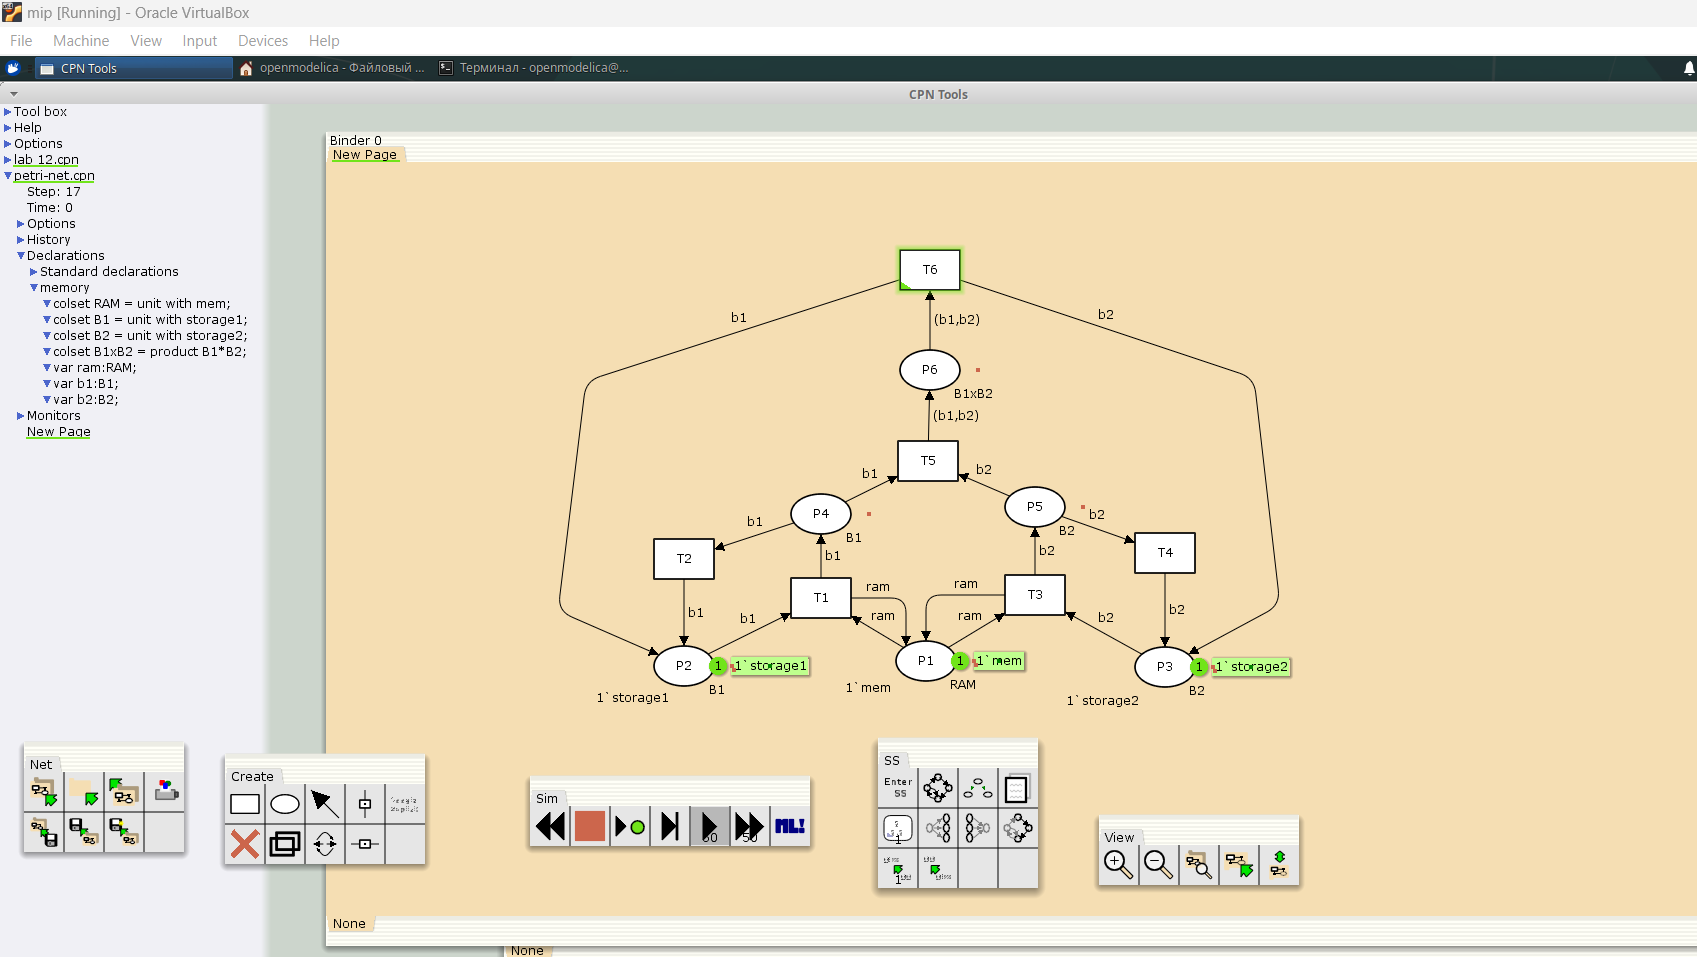 mip [Running] - Oracle VirtualBox
File Machine View Input Devices Help
CPN Tools
openmodelica - Файловый ...
Терминал - openmodelica@...
CPN Tools
Tool box
Help
Options
lab 12.cpn
petri-net.cpn
Step: 17
Time: 0
Options
History
Declarations
Standard declarations
memory
colset RAM = unit with mem;
colset B1 = unit with storage1;
colset B2 = unit with storage2;
colset B1xB2 = product B1*B2;
var ram:RAM;
var b1:B1;
var b2:B2;
Monitors
New Page
Binder 0
New Page
T6
b1
b2
(b1,b2)
P6
B1xB2
(b1,b2)
T5
b1
b2
P4
B1
P5
B2
b1
b2
T2
b1
b2
T4
T1
ram
ram
T3
b1
b1
ram
ram
b2
b2
P2
1
1`storage1
B1
1`storage1
P1
1
1`mem
RAM
1`mem
P3
1
1`storage2
B2
1`storage2
Net
Create
Sim
50
ML!
SS
Enter
SS
1
1
View
None
None